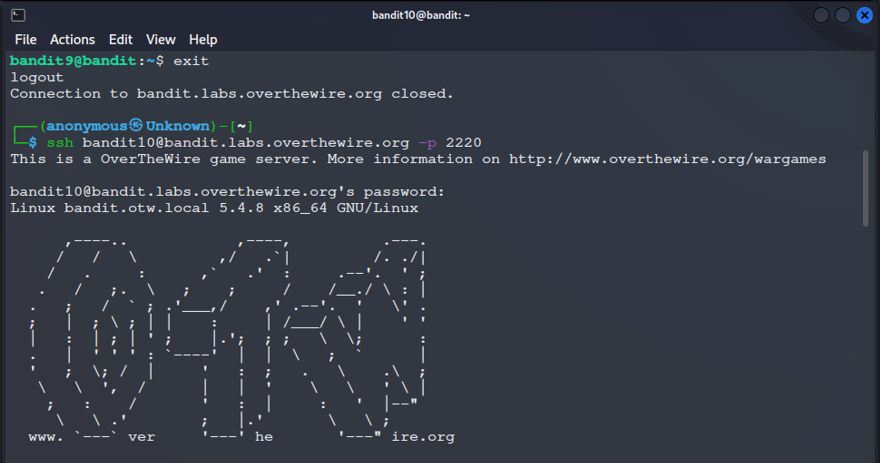 bandit10@bandit: ~
File Actions Edit View Help
bandit9@bandit:~$ exit
logout
Connection to bandit.labs.overthewire.org closed.
┌──(anonymous㉿Unknown)-[~]
└─$ ssh bandit10@bandit.labs.overthewire.org -p 2220
This is a OverTheWire game server. More information on http://www.overthewire.org/wargames
bandit10@bandit.labs.overthewire.org's password:
Linux bandit.otw.local 5.4.8 x86_64 GNU/Linux
www. `---` ver '---' he '---" ire.org